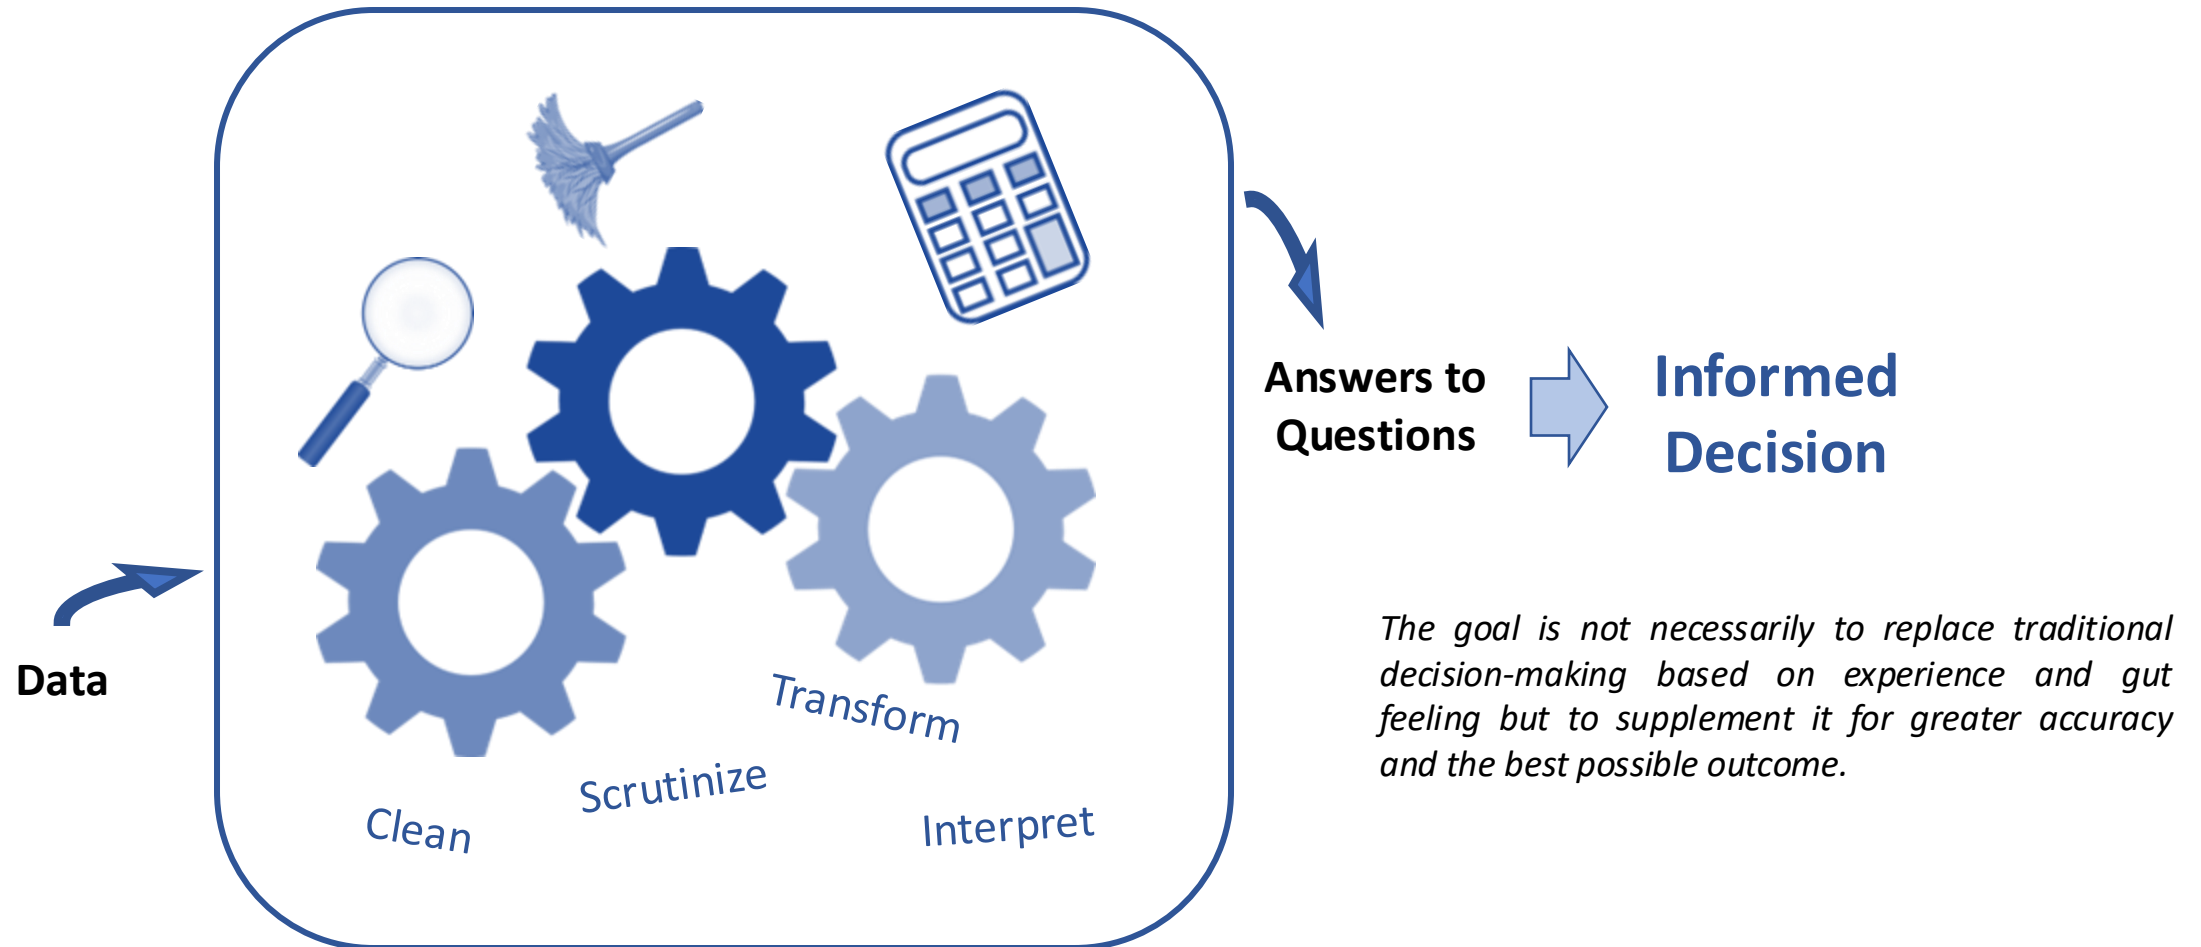 Data
Clean
Scrutinize
Transform
Interpret
Answers to
Questions
Informed
Decision
The goal is not necessarily to replace traditional
decision-making based on experience and gut
feeling but to supplement it for greater accuracy
and the best possible outcome.